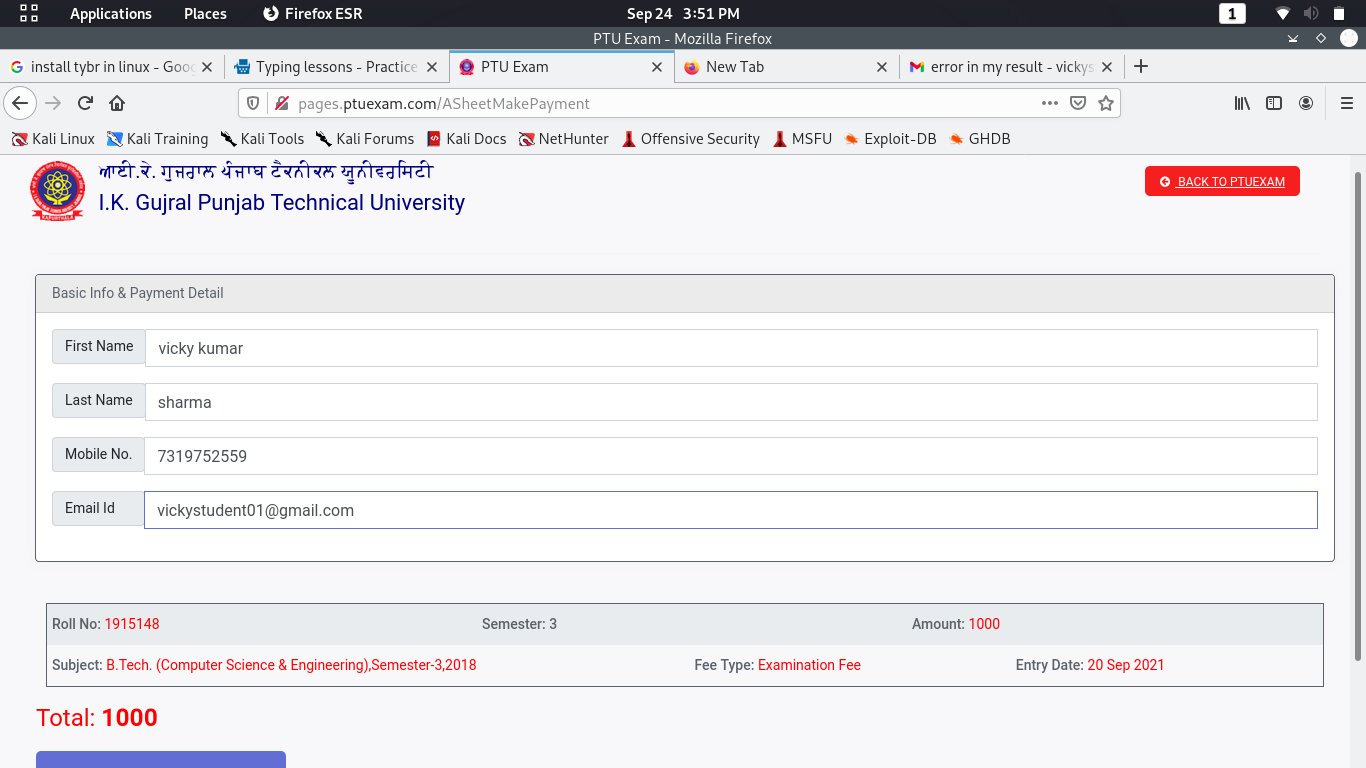 Applications Places Firefox ESR Sep 24 3:51 PM 1
PTU Exam - Mozilla Firefox
install tybr in linux - Goo Typing lessons - Practice PTU Exam New Tab error in my result - vickys
pages.ptuexam.com/ASheetMakePayment
Kali Linux Kali Training Kali Tools Kali Forums Kali Docs NetHunter Offensive Security MSFU Exploit-DB GHDB
ਆਈ.ਕੇ. ਗੁਜਰਾਲ ਪੰਜਾਬ ਟੈਕਨੀਕਲ ਯੂਨੀਵਰਸਿਟੀ
I.K. Gujral Punjab Technical University
BACK TO PTUEXAM
Basic Info & Payment Detail
First Name vicky kumar
Last Name sharma
Mobile No. 7319752559
Email Id vickystudent01@gmail.com
Roll No: 1915148 Semester: 3 Amount: 1000
Subject: B.Tech. (Computer Science & Engineering),Semester-3,2018 Fee Type: Examination Fee Entry Date: 20 Sep 2021
Total: 1000